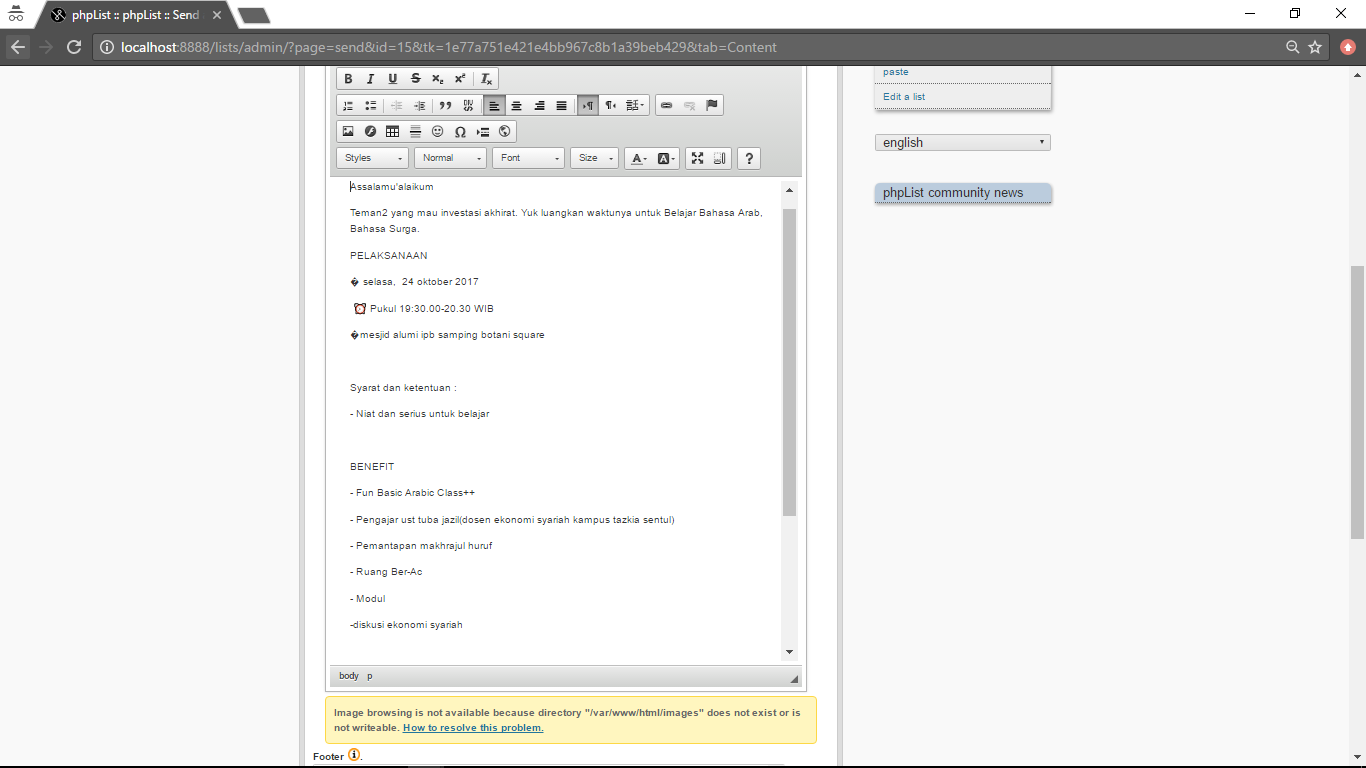 phpList :: phpList :: Send
localhost:8888/lists/admin/?page=send&id=15&tk=1e77a751e421e4bb967c8b1a39beb429&tab=Content
B I U S x₂ x² Tx
Styles Normal Font Size A A ?
Assalamu'alaikum
Teman2 yang mau investasi akhirat. Yuk luangkan waktunya untuk Belajar Bahasa Arab,
Bahasa Surga.
PELAKSANAAN
� selasa,  24 oktober 2017
⏰ Pukul 19:30.00-20.30 WIB
�mesjid alumi ipb samping botani square
Syarat dan ketentuan :
- Niat dan serius untuk belajar
BENEFIT
- Fun Basic Arabic Class++
- Pengajar ust tuba jazil(dosen ekonomi syariah kampus tazkia sentul)
- Pemantapan makhrajul huruf
- Ruang Ber-Ac
- Modul
-diskusi ekonomi syariah
body p
Image browsing is not available because directory "/var/www/html/images" does not exist or is
not writeable. How to resolve this problem.
Footer i.
paste
Edit a list
english
phpList community news